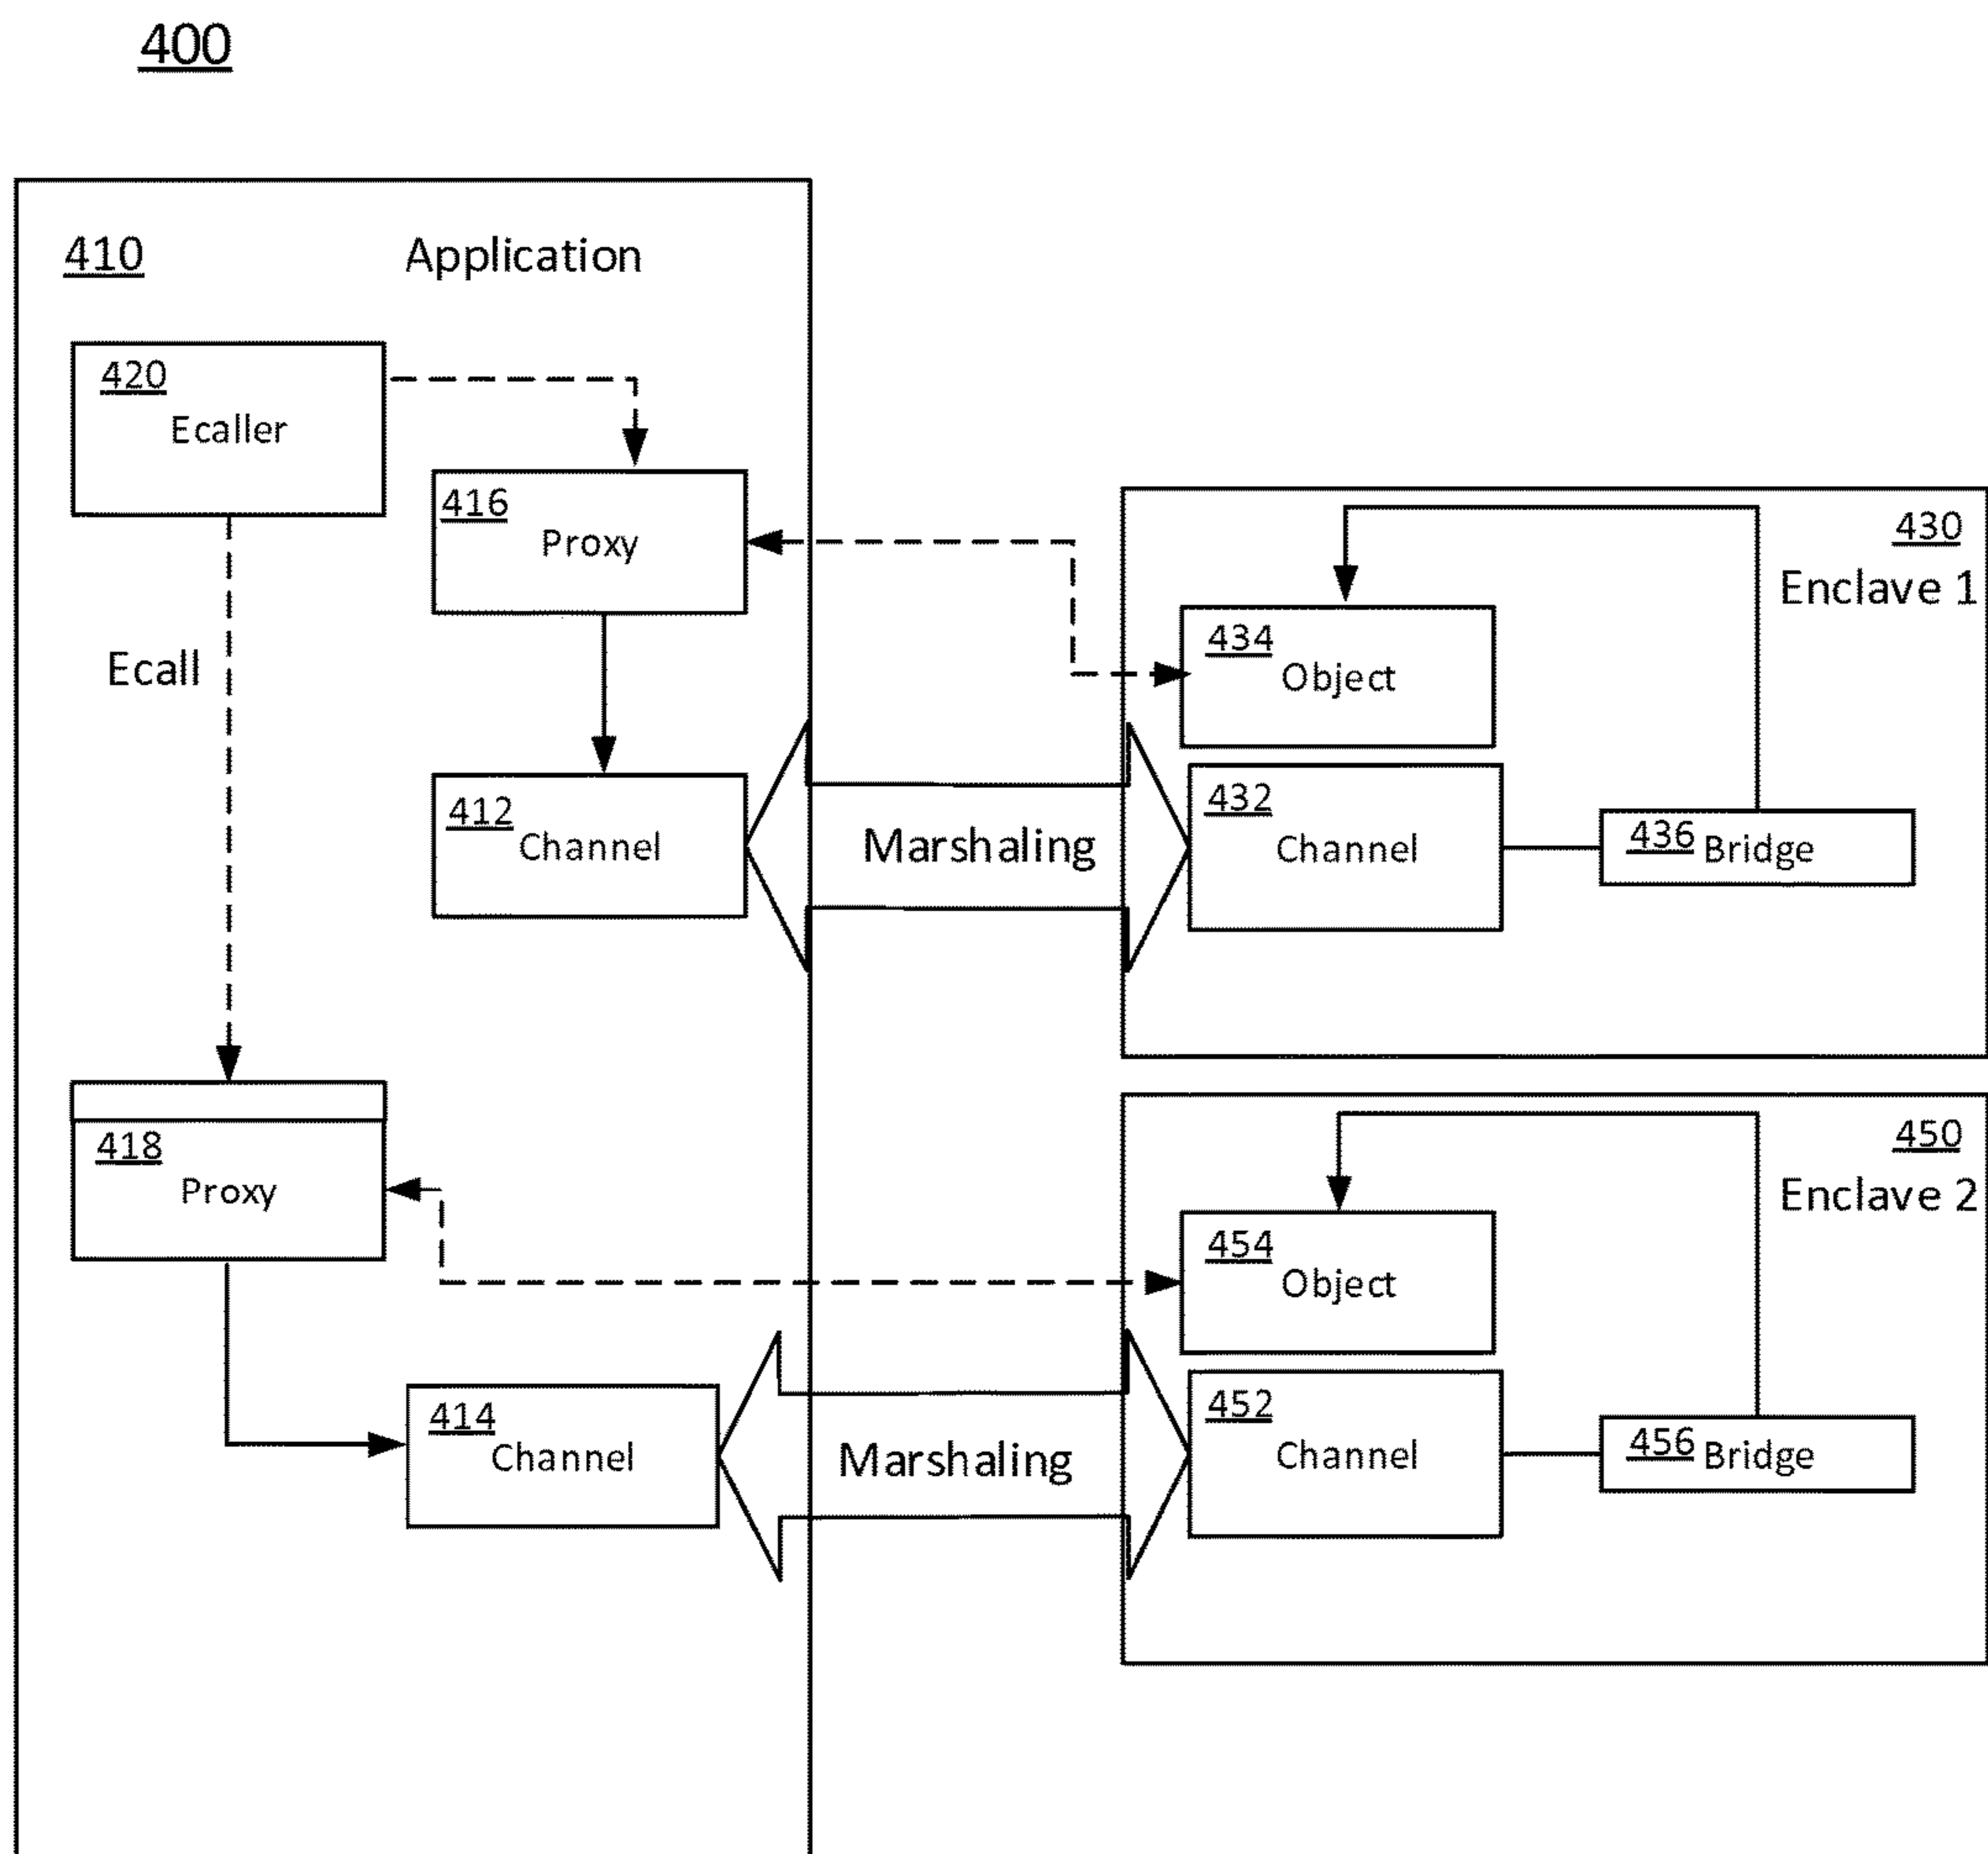 400
410 Application
420
Ecaller
416
Proxy
Ecall
412
Channel
418
Proxy
414
Channel
Marshaling
Marshaling
430
Enclave 1
434
Object
432
Channel
436 Bridge
450
Enclave 2
454
Object
452
Channel
456 Bridge